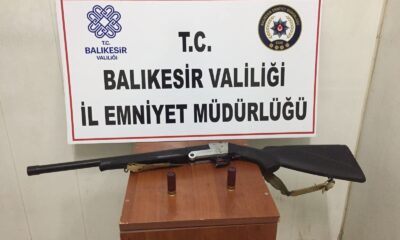 T.C.
BALIKESİR
VALİLİĞİ
T.C.
BALIKESİR VALİLİĞİ
İL EMNİYET MÜDÜRLÜĞÜ